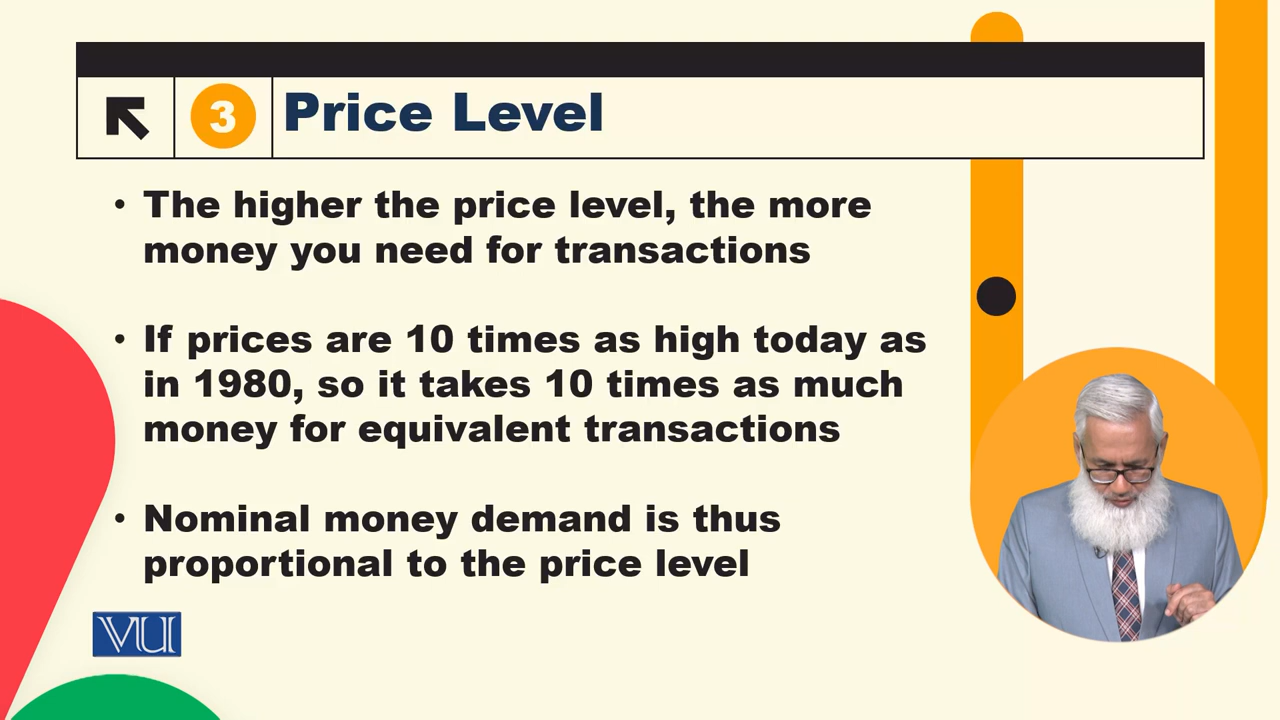 3 Price Level
• The higher the price level, the more
money you need for transactions
• If prices are 10 times as high today as
in 1980, so it takes 10 times as much
money for equivalent transactions
• Nominal money demand is thus
proportional to the price level
VU